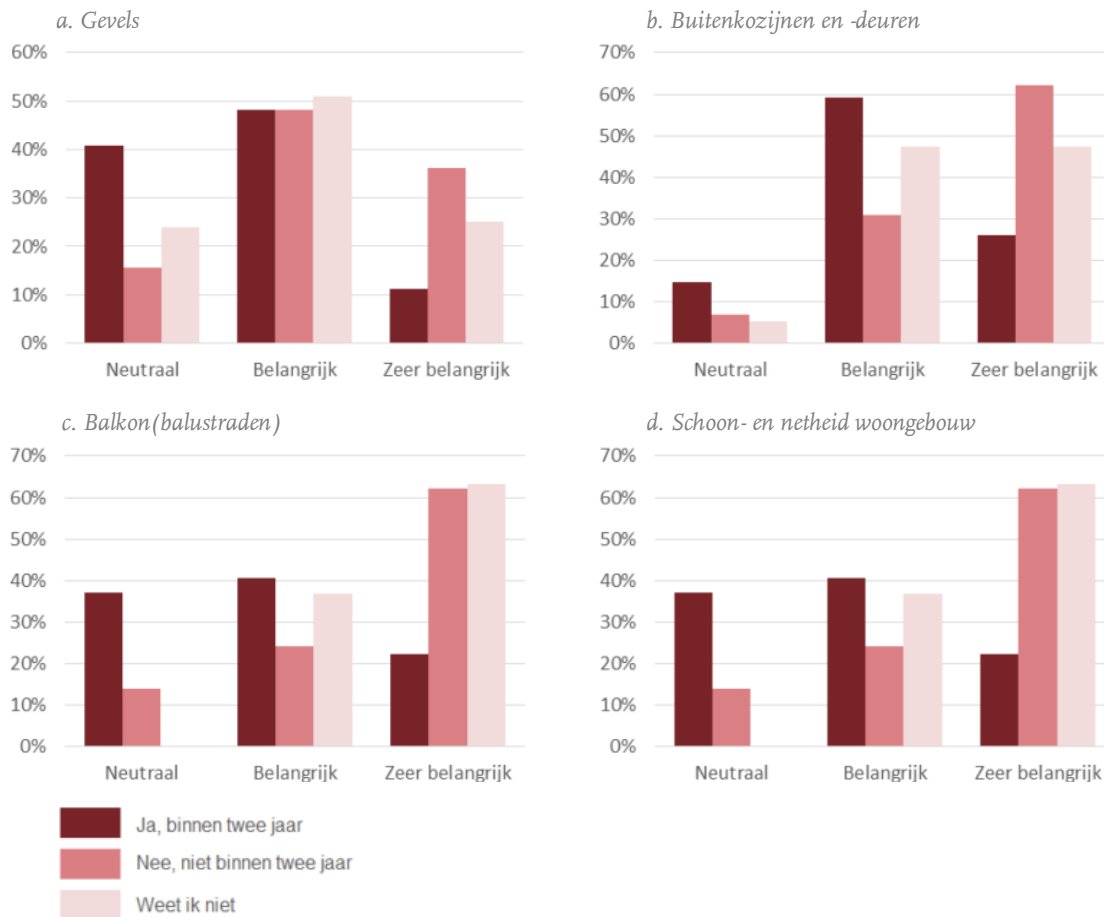 a. Gevels
60%
50%
40%
30%
20%
10%
0%
Neutraal Belangrijk Zeer belangrijk
b. Buitenkozijnen en -deuren
70%
60%
50%
40%
30%
20%
10%
0%
Neutraal Belangrijk Zeer belangrijk
c. Balkon(balustraden)
70%
60%
50%
40%
30%
20%
10%
0%
Neutraal Belangrijk Zeer belangrijk
d. Schoon- en netheid woongebouw
70%
60%
50%
40%
30%
20%
10%
0%
Neutraal Belangrijk Zeer belangrijk
Ja, binnen twee jaar
Nee, niet binnen twee jaar
Weet ik niet